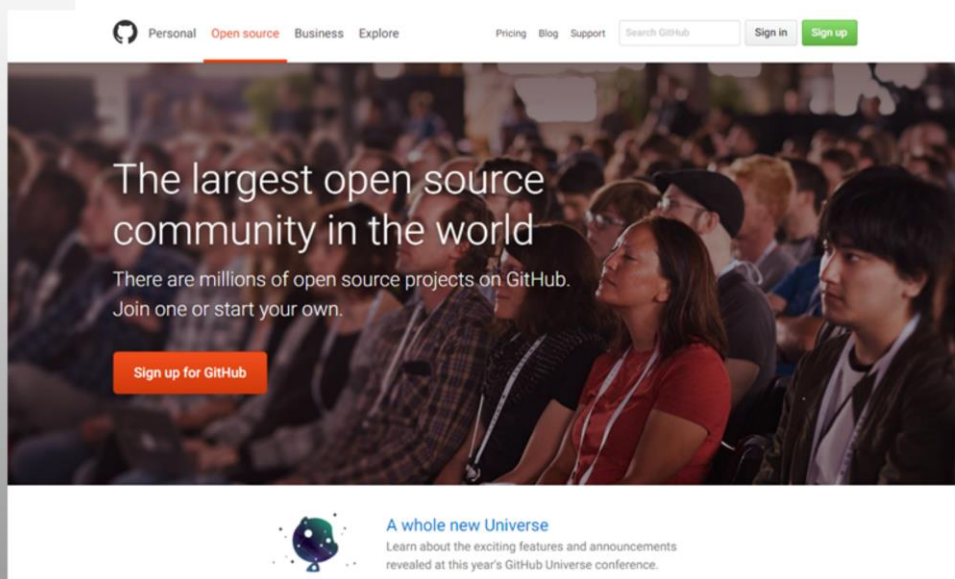 Personal Open source Business Explore Pricing Blog Support Search GitHub Sign in Sign up
The largest open source
community in the world
There are millions of open source projects on GitHub.
Join one or start your own.
Sign up for GitHub
A whole new Universe
Learn about the exciting features and announcements
revealed at this year's GitHub Universe conference.